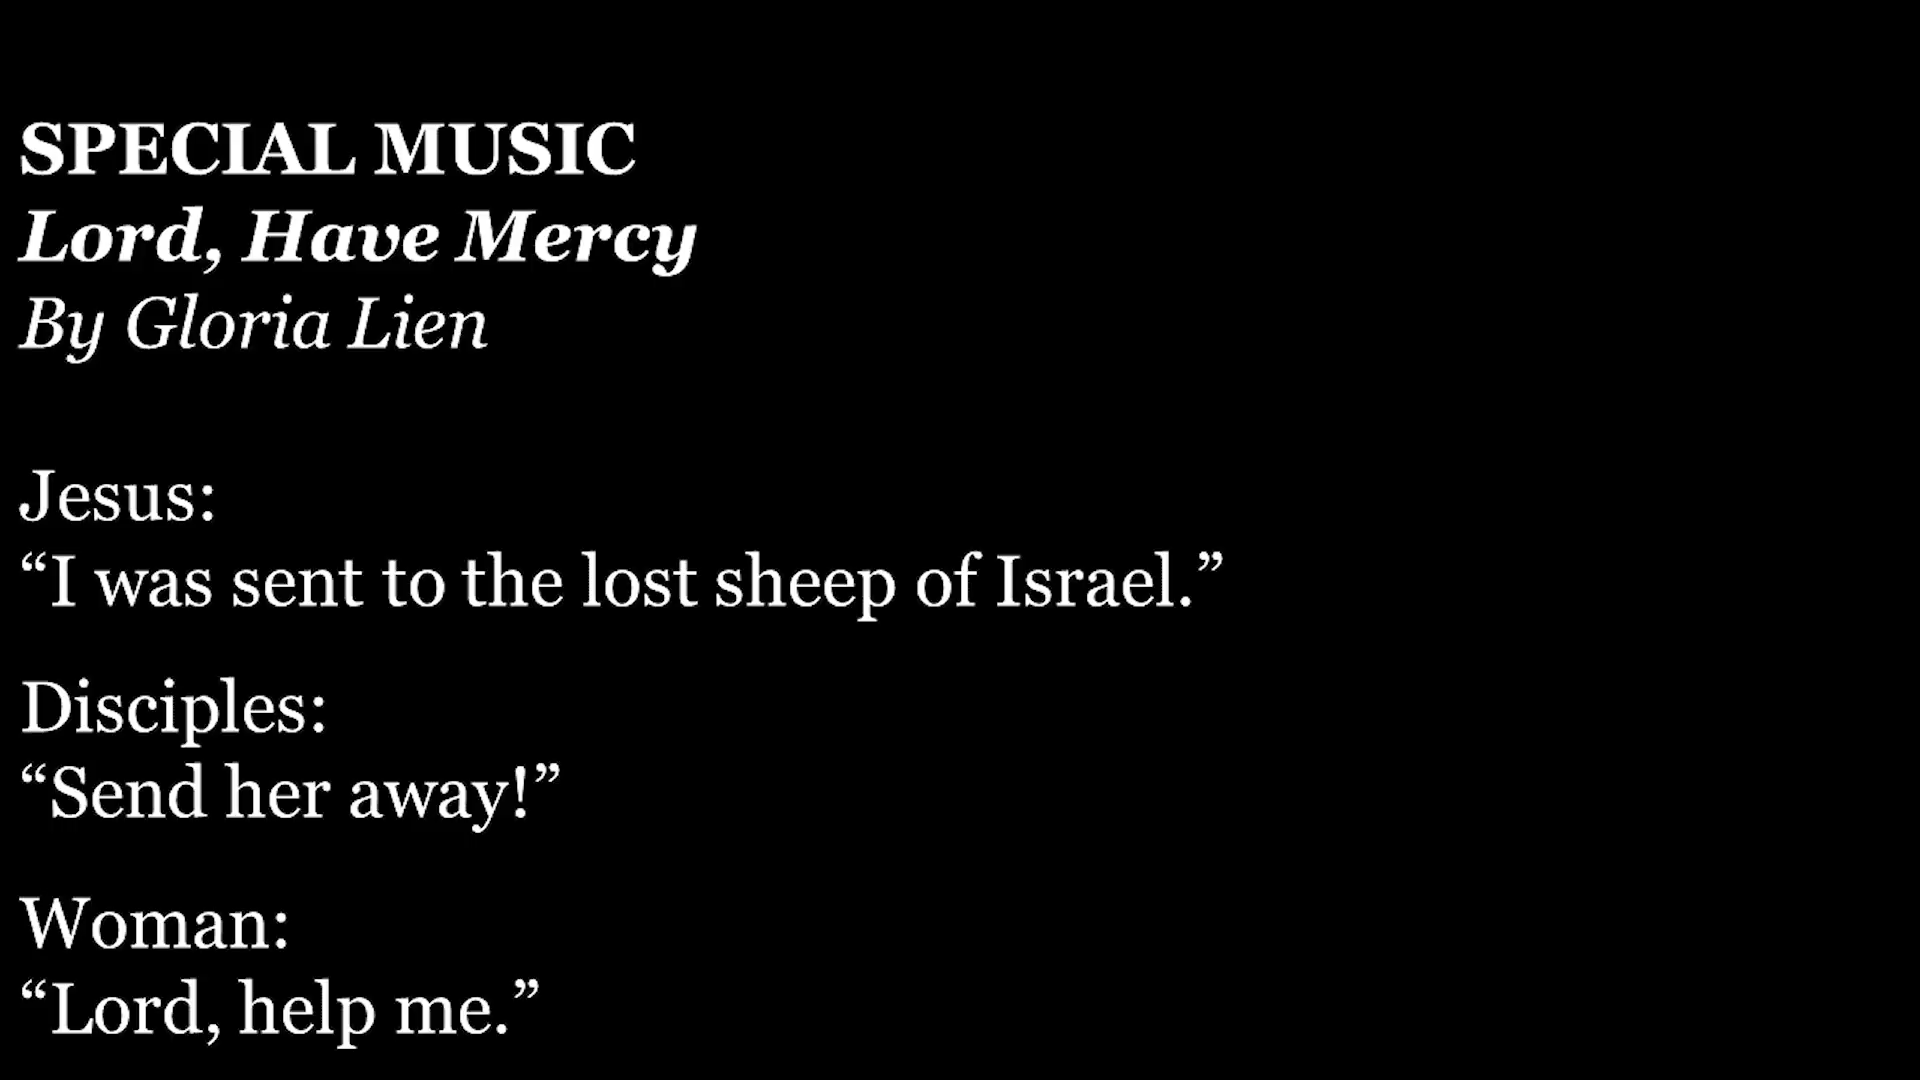 SPECIAL MUSIC
Lord, Have Mercy
By Gloria Lien
Jesus:
“I was sent to the lost sheep of Israel.”
Disciples:
“Send her away!”
Woman:
“Lord, help me.”